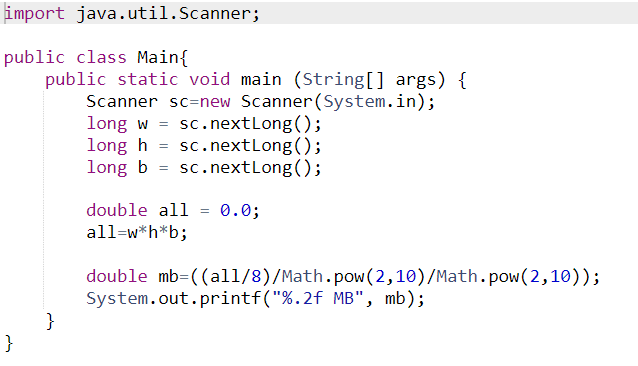 import java.util.Scanner;
public class Main{
public static void main (String[] args) {
Scanner sc=new Scanner(System.in);
long w = sc.nextLong();
long h = sc.nextLong();
long b = sc.nextLong();
double all = 0.0;
all=w*h*b;
double mb=((all/8)/Math.pow(2,10)/Math.pow(2,10));
System.out.printf("%.2f MB", mb);
}
}